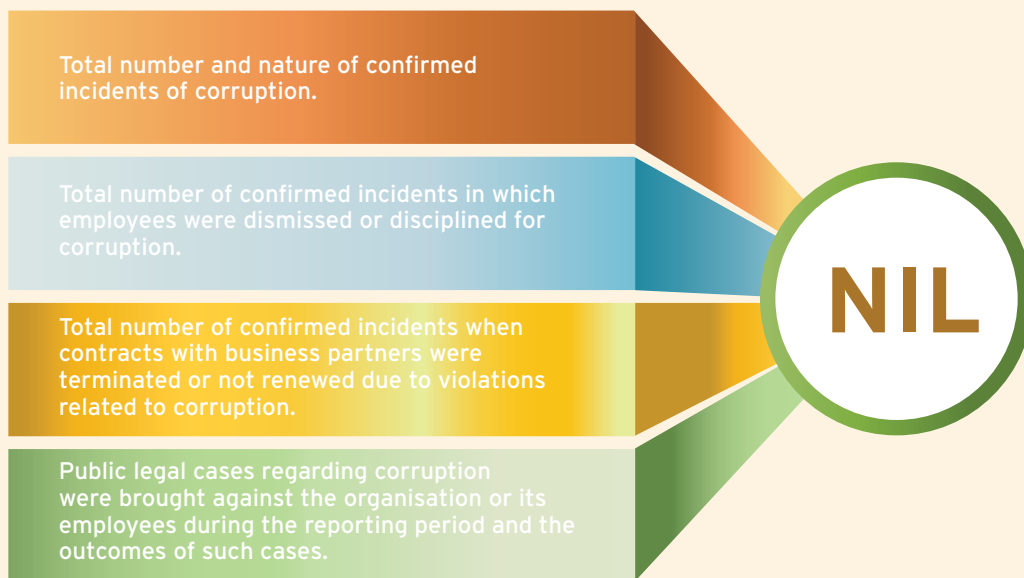 Total number and nature of confirmed
incidents of corruption.
Total number of confirmed incidents in which
employees were dismissed or disciplined for
corruption.
Total number of confirmed incidents when
contracts with business partners were
terminated or not renewed due to violations
related to corruption.
Public legal cases regarding corruption
were brought against the organisation or its
employees during the reporting period and the
outcomes of such cases.
NIL